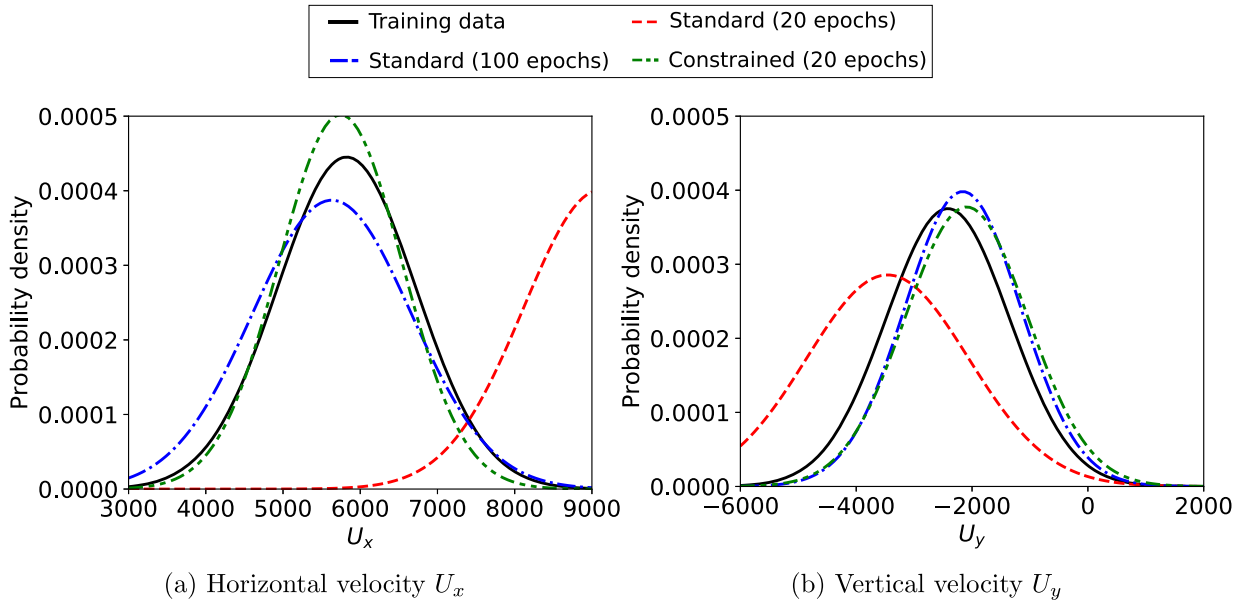 Training data
Standard (20 epochs)
Standard (100 epochs)
Constrained (20 epochs)
0.0005
0.0004
0.0003
0.0002
0.0001
0.0000
Probability density
3000 4000 5000 6000 7000 8000 9000
Uₓ
(a) Horizontal velocity Uₓ
0.0005
0.0004
0.0003
0.0002
0.0001
0.0000
Probability density
−6000 −4000 −2000 0 2000
U_y
(b) Vertical velocity U_y